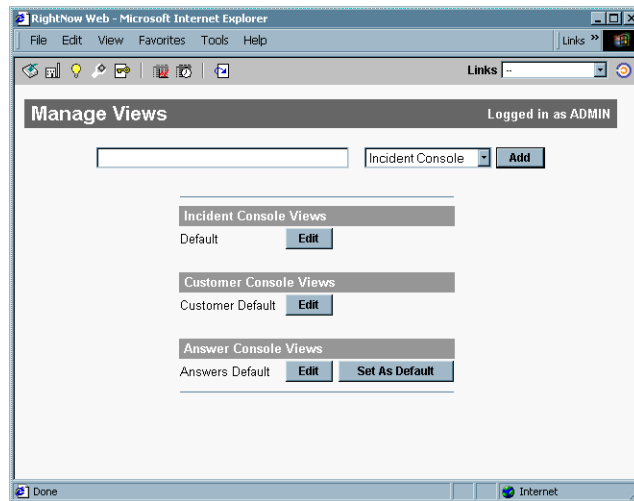 RightNow Web - Microsoft Internet Explorer
File Edit View Favorites Tools Help Links »
Links --
Manage Views Logged in as ADMIN
Incident Console Add
Incident Console Views
Default Edit
Customer Console Views
Customer Default Edit
Answer Console Views
Answers Default Edit Set As Default
Done Internet